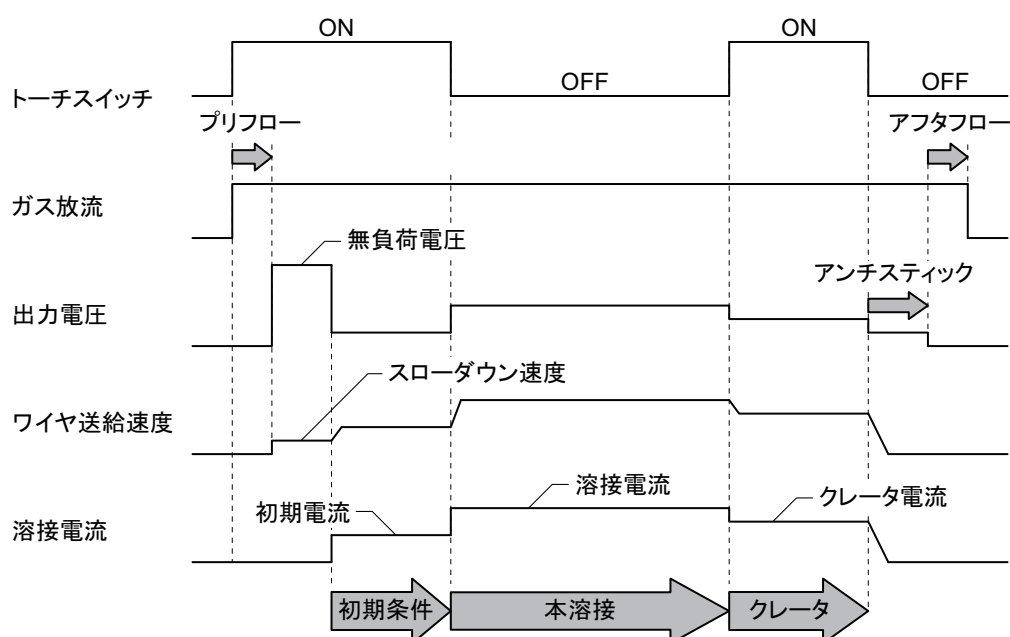 ON
ON
トーチスイッチ
OFF
OFF
プリフロー
アフタフロー
ガス放流
無負荷電圧
アンチスティック
出力電圧
スローダウン速度
ワイヤ送給速度
溶接電流
初期電流
クレータ電流
溶接電流
初期条件
本溶接
クレータ